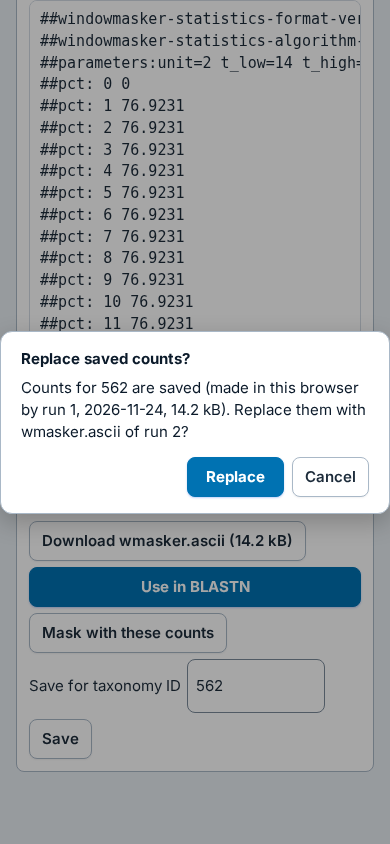 ##windowmasker-statistics-format-ver
##windowmasker-statistics-algorithm-
##parameters:unit=2 t_low=14 t_high=
##pct: 0 0
##pct: 1 76.9231
##pct: 2 76.9231
##pct: 3 76.9231
##pct: 4 76.9231
##pct: 5 76.9231
##pct: 6 76.9231
##pct: 7 76.9231
##pct: 8 76.9231
##pct: 9 76.9231
##pct: 10 76.9231
##pct: 11 76.9231
Replace saved counts?
Counts for 562 are saved (made in this browser
by run 1, 2026-11-24, 14.2 kB). Replace them with
wmasker.ascii of run 2?
Replace Cancel
Download wmasker.ascii (14.2 kB)
Use in BLASTN
Mask with these counts
Save for taxonomy ID 562
Save